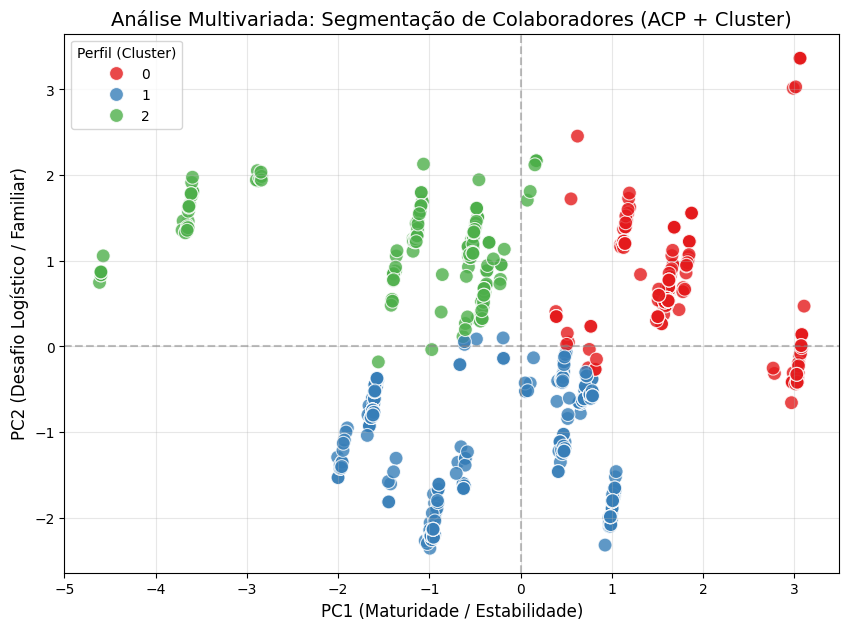 Análise Multivariada: Segmentação de Colaboradores (ACP + Cluster)
Perfil (Cluster)
0
1
2
3
2
1
0
−1
−2
PC2 (Desafio Logístico / Familiar)
−5 −4 −3 −2 −1 0 1 2 3
PC1 (Maturidade / Estabilidade)